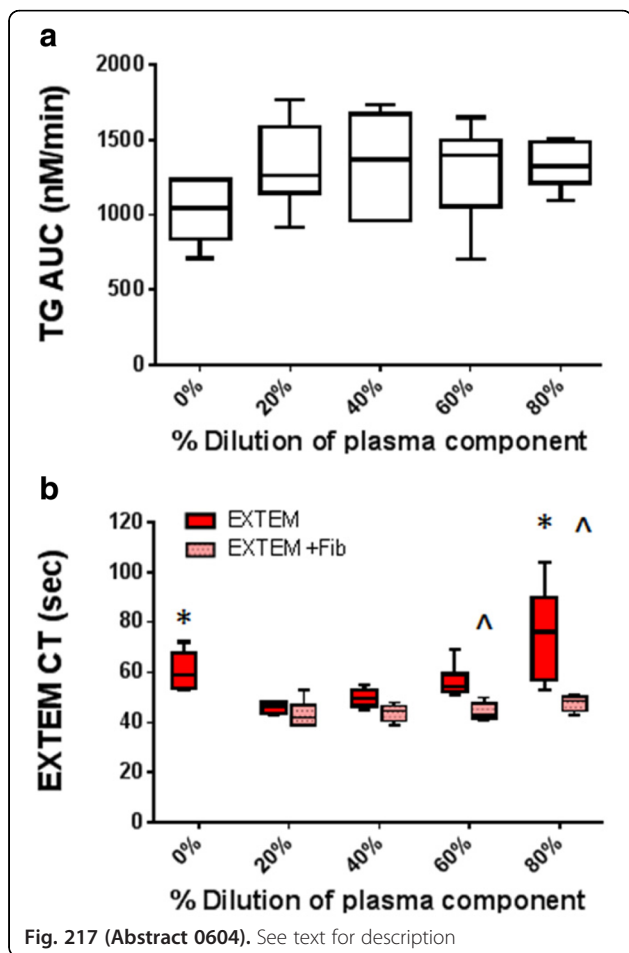 a
TG AUC (nM/min)
2000
1500
1000
500
0
0%
20%
40%
60%
80%
% Dilution of plasma component
b
EXTEM CT (sec)
120
100
80
60
40
20
0
EXTEM
EXTEM +Fib
*
^
*
^
0%
20%
40%
60%
80%
% Dilution of plasma component
Fig. 217 (Abstract 0604). See text for description